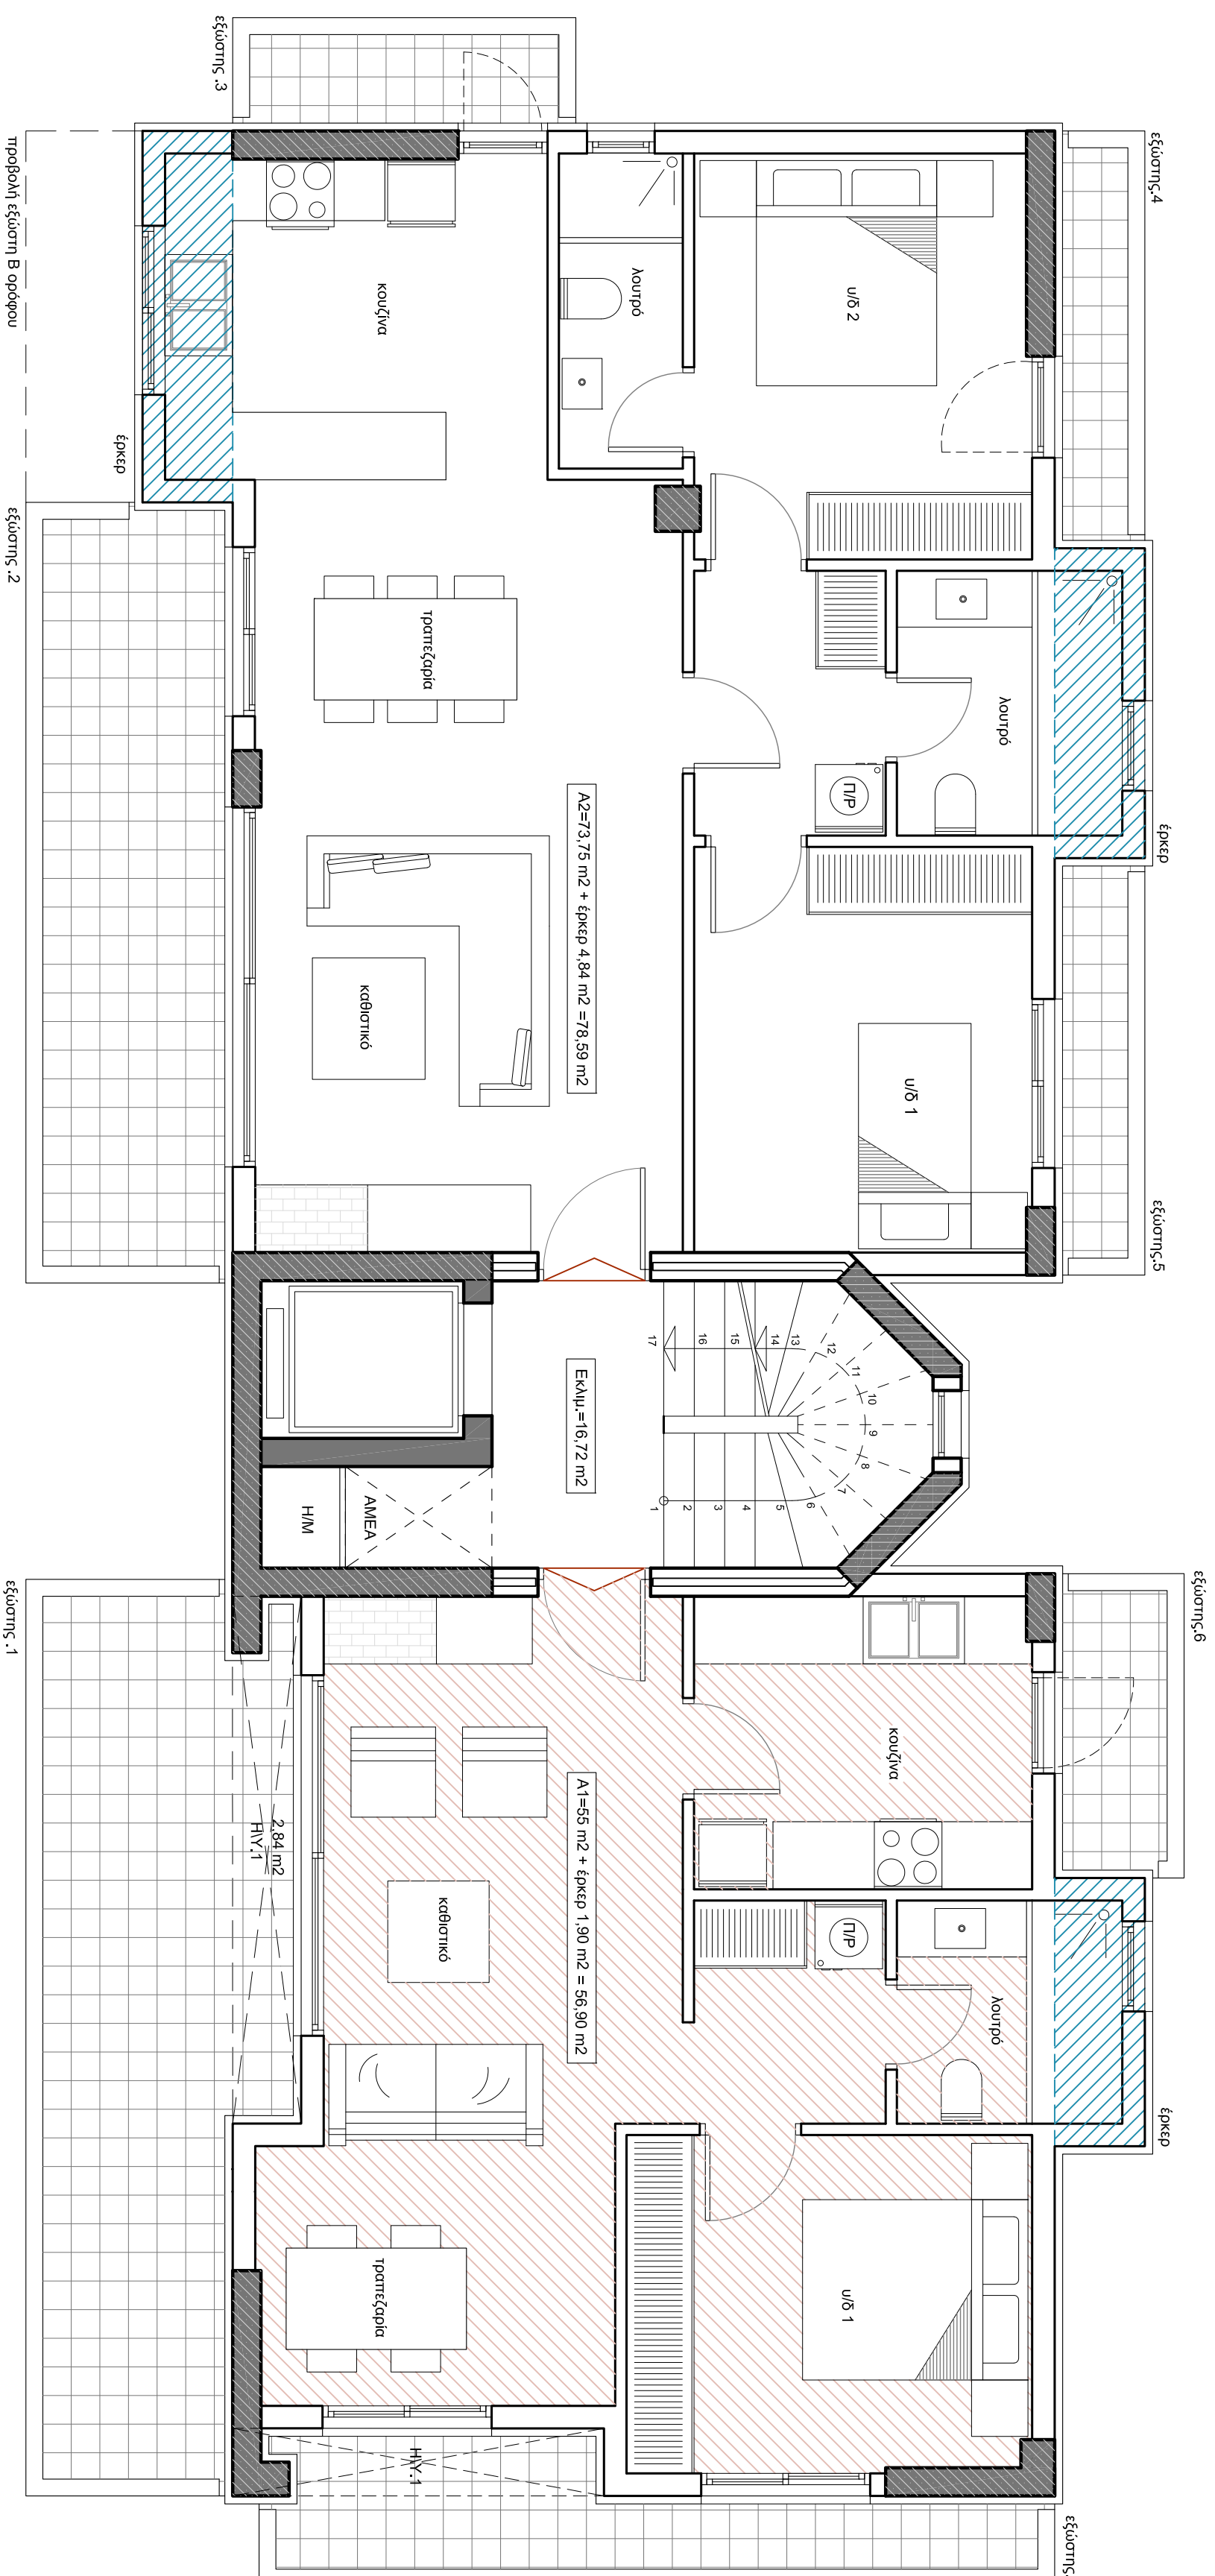 εξώστης .3
εξώστης.4
προβολή εξώστη Β ορόφου
κουζίνα
λουτρό
υ/δ 2
έρκερ
εξώστης .2
τραπεζαρία
λουτρό
Π/Ρ
έρκερ
Α2=73,75 m2 + έρκερ 4,84 m2 =78,59 m2
καθιστικό
υ/δ 1
εξώστης.5
17
16
15
14
13
12
11
10
9
8
7
6
5
4
3
2
1
Εκλιμ.=16,72 m2
ΑΜΕΑ
Η/Μ
εξώστης .1
εξώστης.6
κουζίνα
2,84 m2
Η\Υ.1
Α1=55 m2 + έρκερ 1,90 m2 = 56,90 m2
καθιστικό
Π/Ρ
λουτρό
έρκερ
υ/δ 1
τραπεζαρία
Η\Υ.1
εξώστης